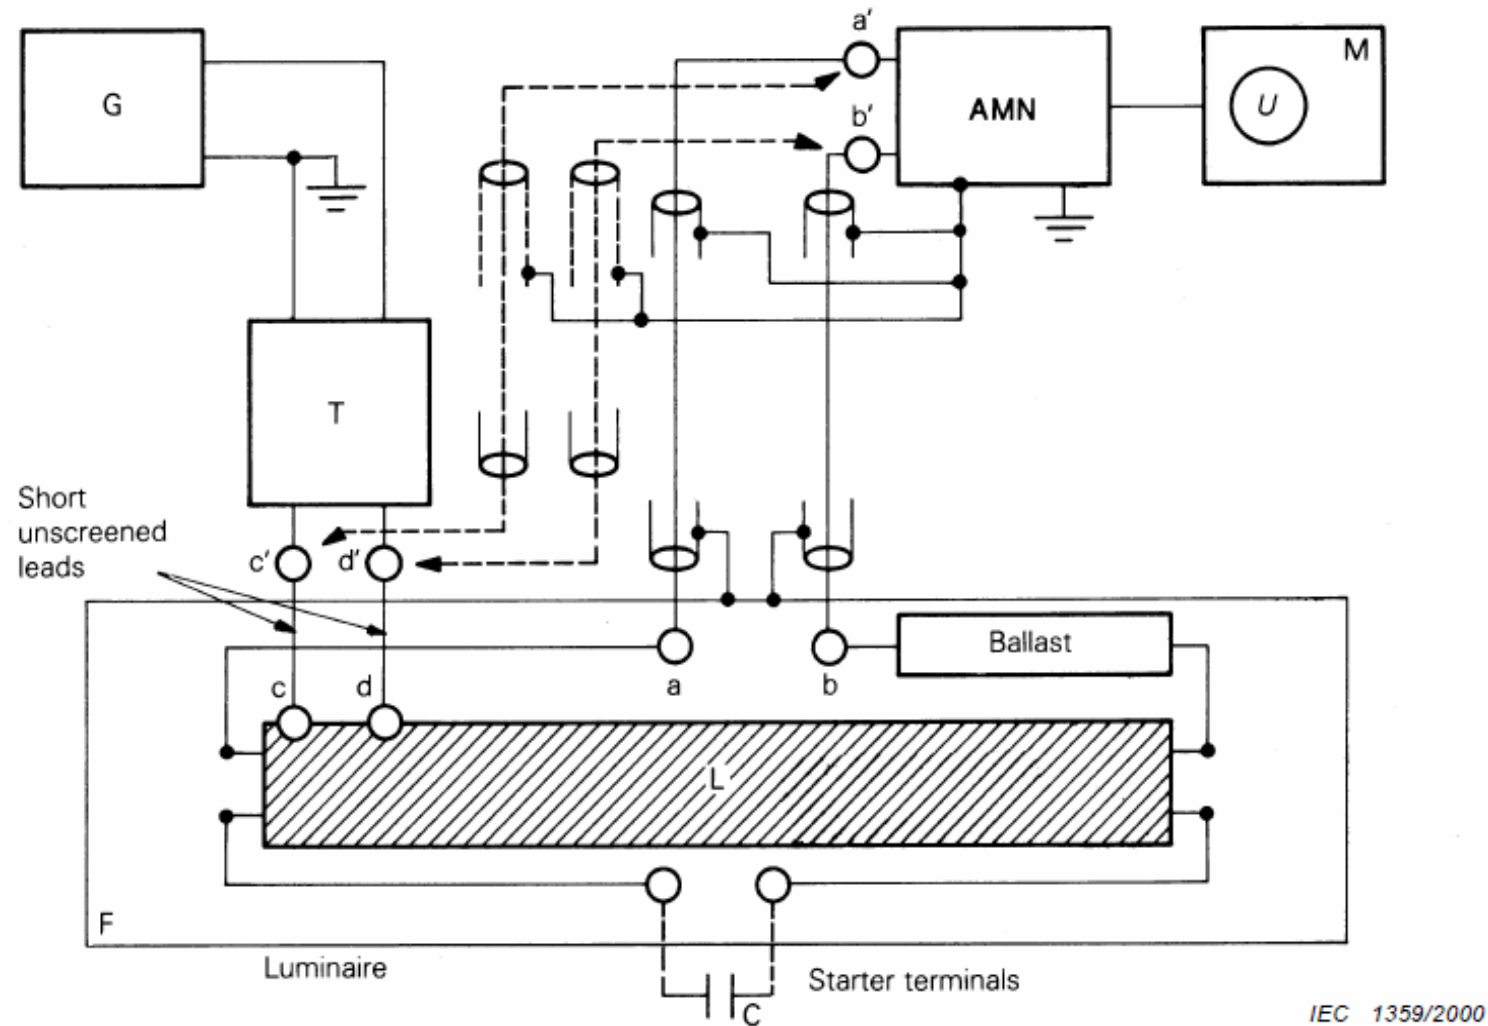 a′
M
G
AMN
U
b′
T
Short
unscreened
leads
c′
d′
Ballast
c
d
a
b
L
F
Luminaire
Starter terminals
C
IEC 1359/2000